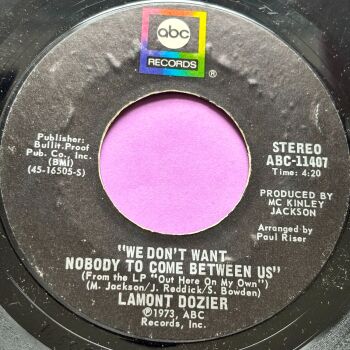 abc
RECORDS
®
Publisher:
Bullit-Proof
Pub. Co., Inc.
(BMI)
(45-16505-S)
STEREO
ABC-11407
Time: 4:20
PRODUCED BY
MC KINLEY
JACKSON
Arranged by
Paul Riser
"WE DON'T WANT
NOBODY TO COME BETWEEN US"
(From the LP "Out Here On My Own")
(M. Jackson/J. Reddick/S. Bowden)
LAMONT DOZIER
℗1973, ABC
Records, Inc.